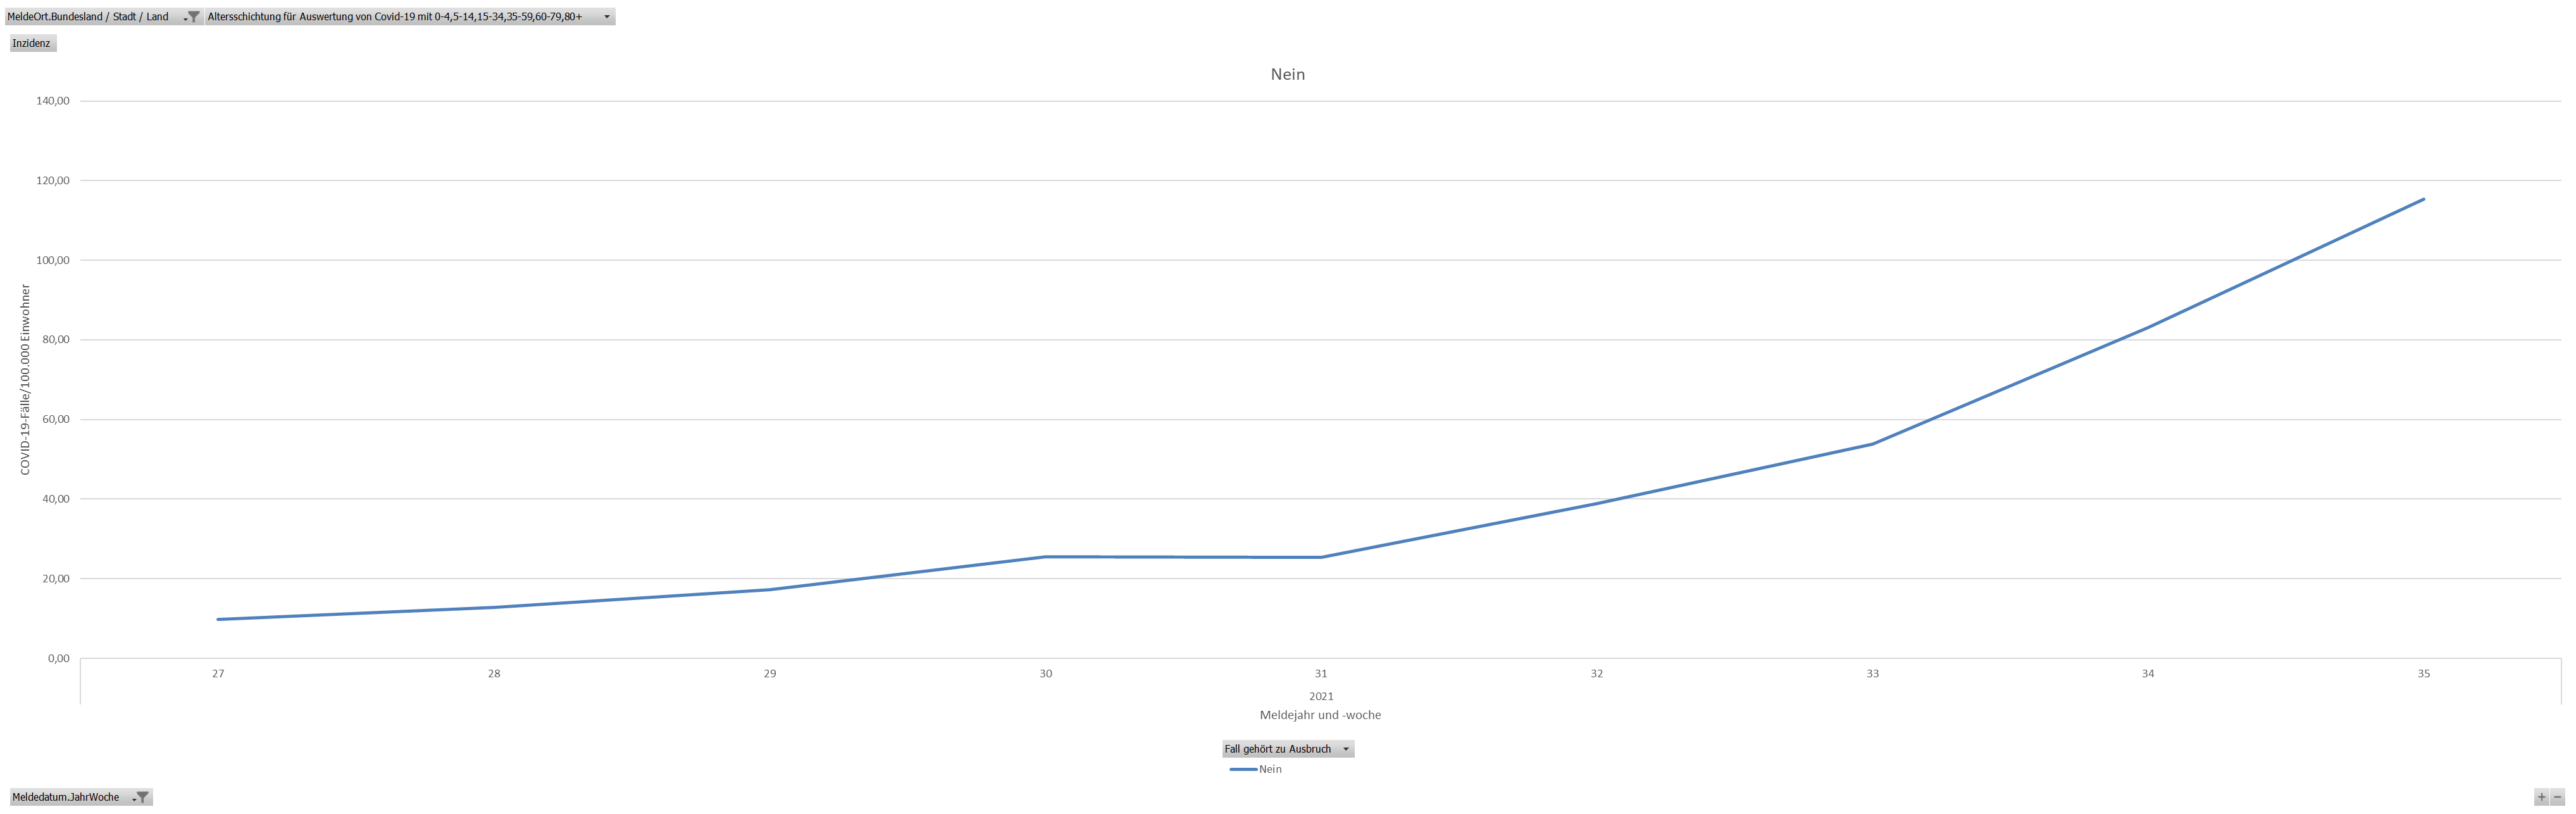 MeldeOrt.Bundesland / Stadt / Land
Altersschichtung für Auswertung von Covid-19 mit 0-4,5-14,15-34,35-59,60-79,80+
Inzidenz
Nein
140,00
120,00
100,00
80,00
60,00
40,00
20,00
0,00
COVID-19-Fälle/100.000 Einwohner
27 28 29 30 31 32 33 34 35
2021
Meldejahr und -woche
Fall gehört zu Ausbruch
Nein
Meldedatum.JahrWoche
+ −